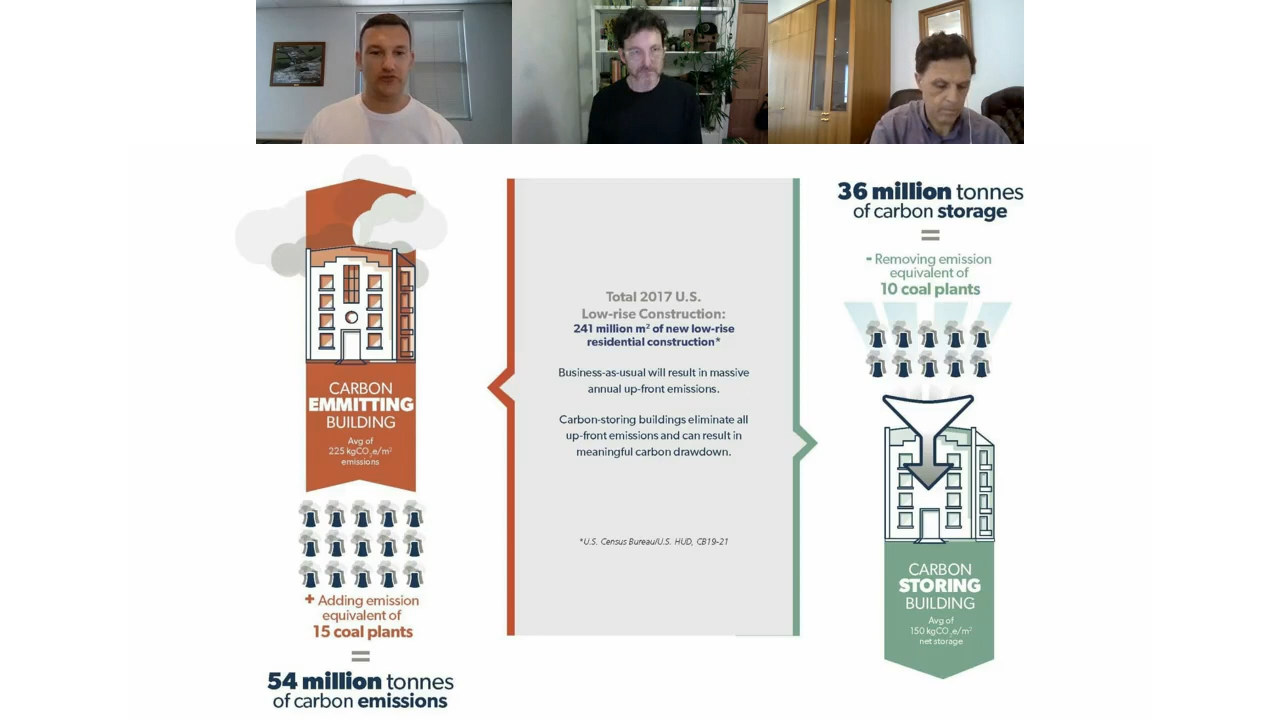 CARBON
EMMITTING
BUILDING
Avg of
225 kgCO₂e/m²
emissions
+ Adding emission
equivalent of
15 coal plants
=
54 million tonnes
of carbon emissions
Total 2017 U.S.
Low-rise Construction:
241 million m² of new low-rise
residential construction*
Business-as-usual will result in massive
annual up-front emissions.
Carbon-storing buildings eliminate all
up-front emissions and can result in
meaningful carbon drawdown.
*U.S. Census Bureau/U.S. HUD, CB19-21
36 million tonnes
of carbon storage
=
- Removing emission
equivalent of
10 coal plants
CARBON
STORING
BUILDING
Avg of
150 kgCO₂e/m²
net storage